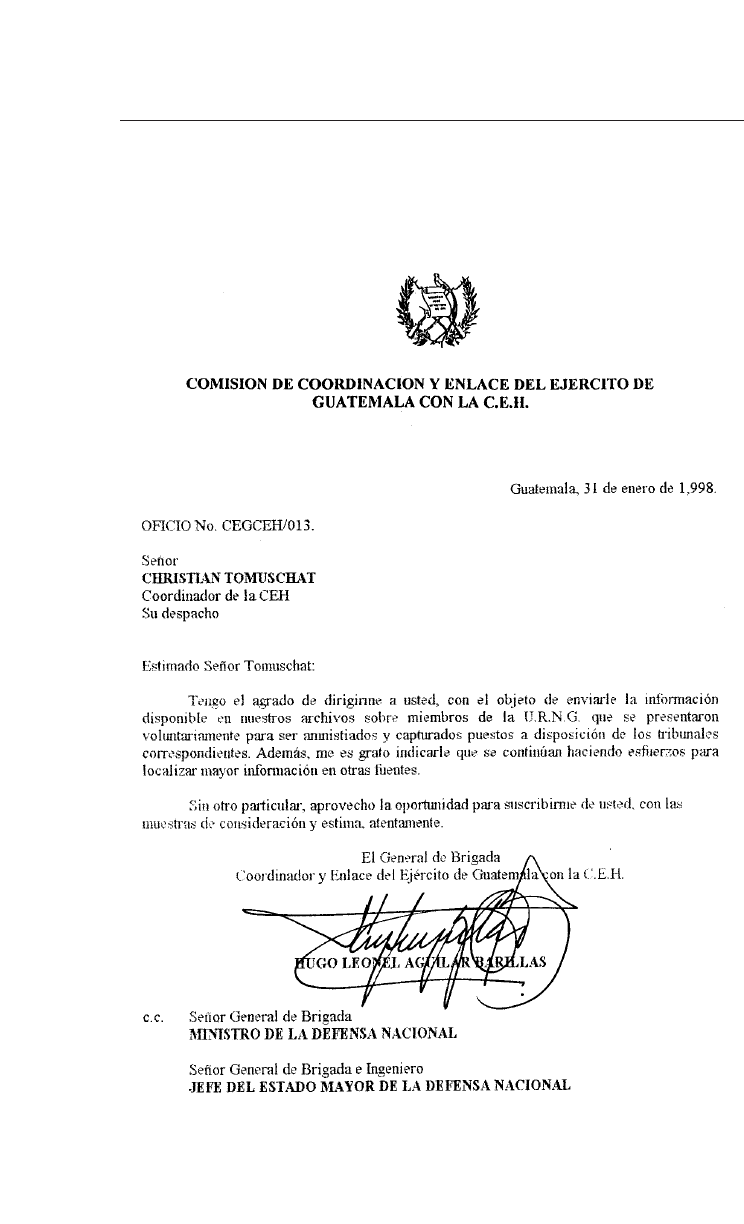 COMISION DE COORDINACION Y ENLACE DEL EJERCITO DE
GUATEMALA CON LA C.E.H.
Guatemala, 31 de enero de 1,998.
OFICIO No. CEGCEH/013.
Señor
CHRISTIAN TOMUSCHAT
Coordinador de la CEH
Su despacho
Estimado Señor Tomuschat:
Tengo el agrado de dirigirme a usted, con el objeto de enviarle la información
disponible en nuestros archivos sobre miembros de la U.R.N.G. que se presentaron
voluntariamente para ser amnistiados y capturados puestos a disposición de los tribunales
correspondientes. Además, me es grato indicarle que se continúan haciendo esfuerzos para
localizar mayor información en otras fuentes.
Sin otro particular, aprovecho la oportunidad para suscribirme de usted, con las
muestras de consideración y estima, atentamente.
El General de Brigada
Coordinador y Enlace del Ejército de Guatemala con la C.E.H.
HUGO LEONEL AGUILAR BARILLAS
c.c. Señor General de Brigada
MINISTRO DE LA DEFENSA NACIONAL
Señor General de Brigada e Ingeniero
JEFE DEL ESTADO MAYOR DE LA DEFENSA NACIONAL